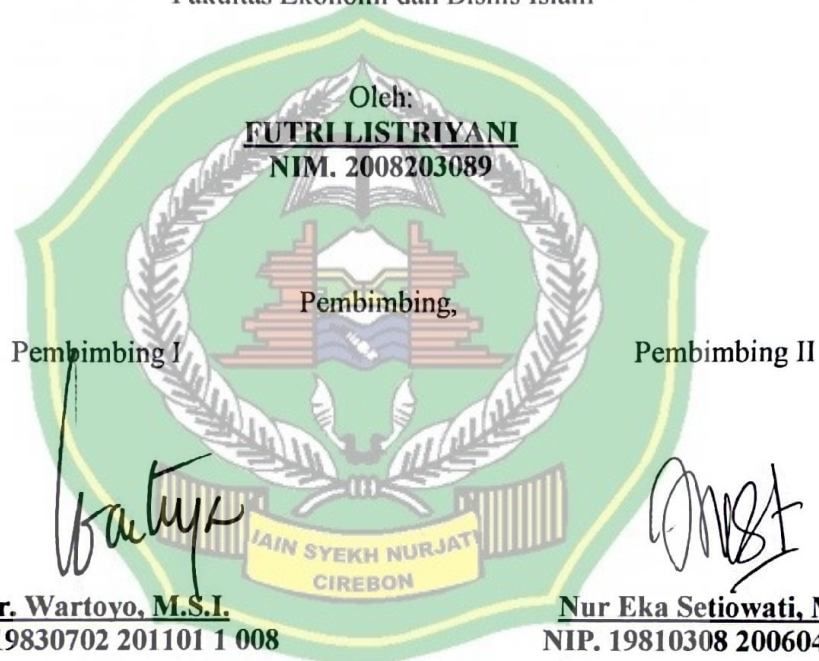 Fakultas Ekonomi dan Bisnis Islam
Oleh:
FUTRI LISTRIYANI
NIM. 2008203089
Pembimbing,
Pembimbing I
Pembimbing II
IAIN SYEKH NURJATI
CIREBON
r. Wartoyo, M.S.I.
Nur Eka Setiowati, M
19830702 201101 1 008
NIP. 19810308 200604